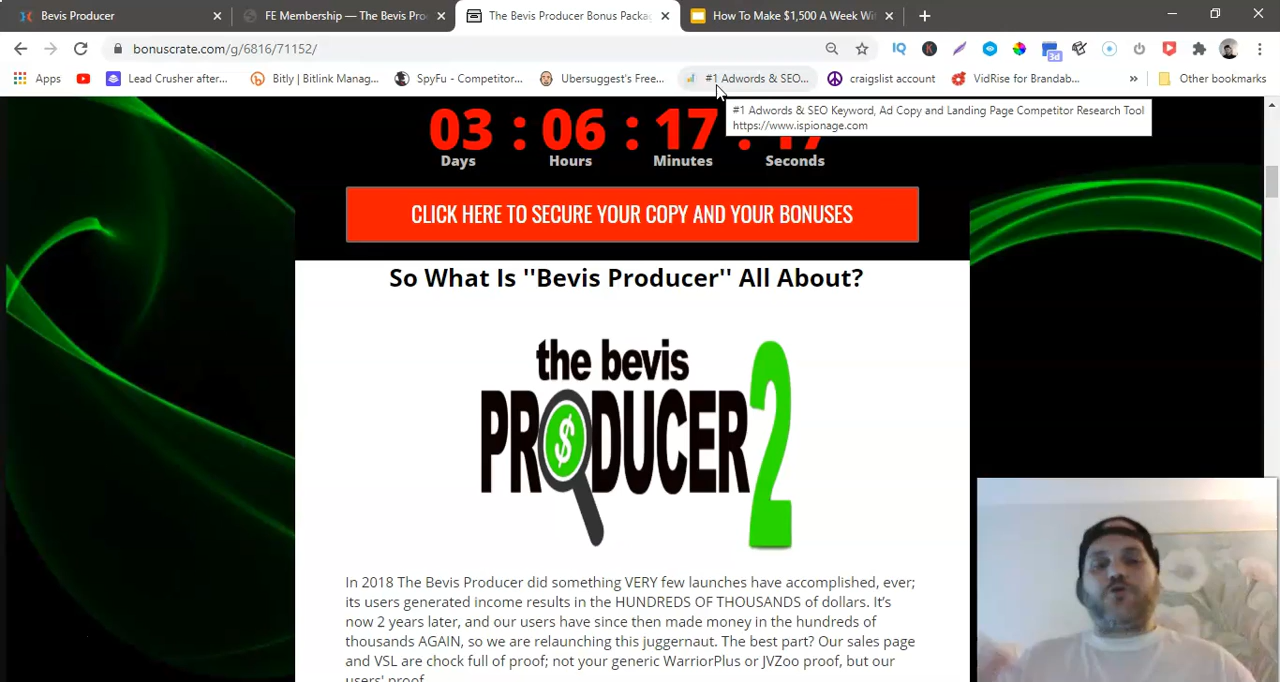 Bevis Producer
FE Membership — The Bevis Pro
The Bevis Producer Bonus Packa
How To Make $1,500 A Week Wi
bonuscrate.com/g/6816/71152/
Apps
Lead Crusher after...
Bitly | Bitlink Manag...
SpyFu - Competitor...
Ubersuggest's Free...
#1 Adwords & SEO...
craigslist account
VidRise for Brandab...
»
Other bookmarks
#1 Adwords & SEO Keyword, Ad Copy and Landing Page Competitor Research Tool
https://www.ispionage.com
03 : 06 : 17 : 17
Days Hours Minutes Seconds
CLICK HERE TO SECURE YOUR COPY AND YOUR BONUSES
So What Is ''Bevis Producer'' All About?
the bevis
PRODUCER 2
In 2018 The Bevis Producer did something VERY few launches have accomplished, ever;
its users generated income results in the HUNDREDS OF THOUSANDS of dollars. It's
now 2 years later, and our users have since then made money in the hundreds of
thousands AGAIN, so we are relaunching this juggernaut. The best part? Our sales page
and VSL are chock full of proof; not your generic WarriorPlus or JVZoo proof, but our
users' proof.